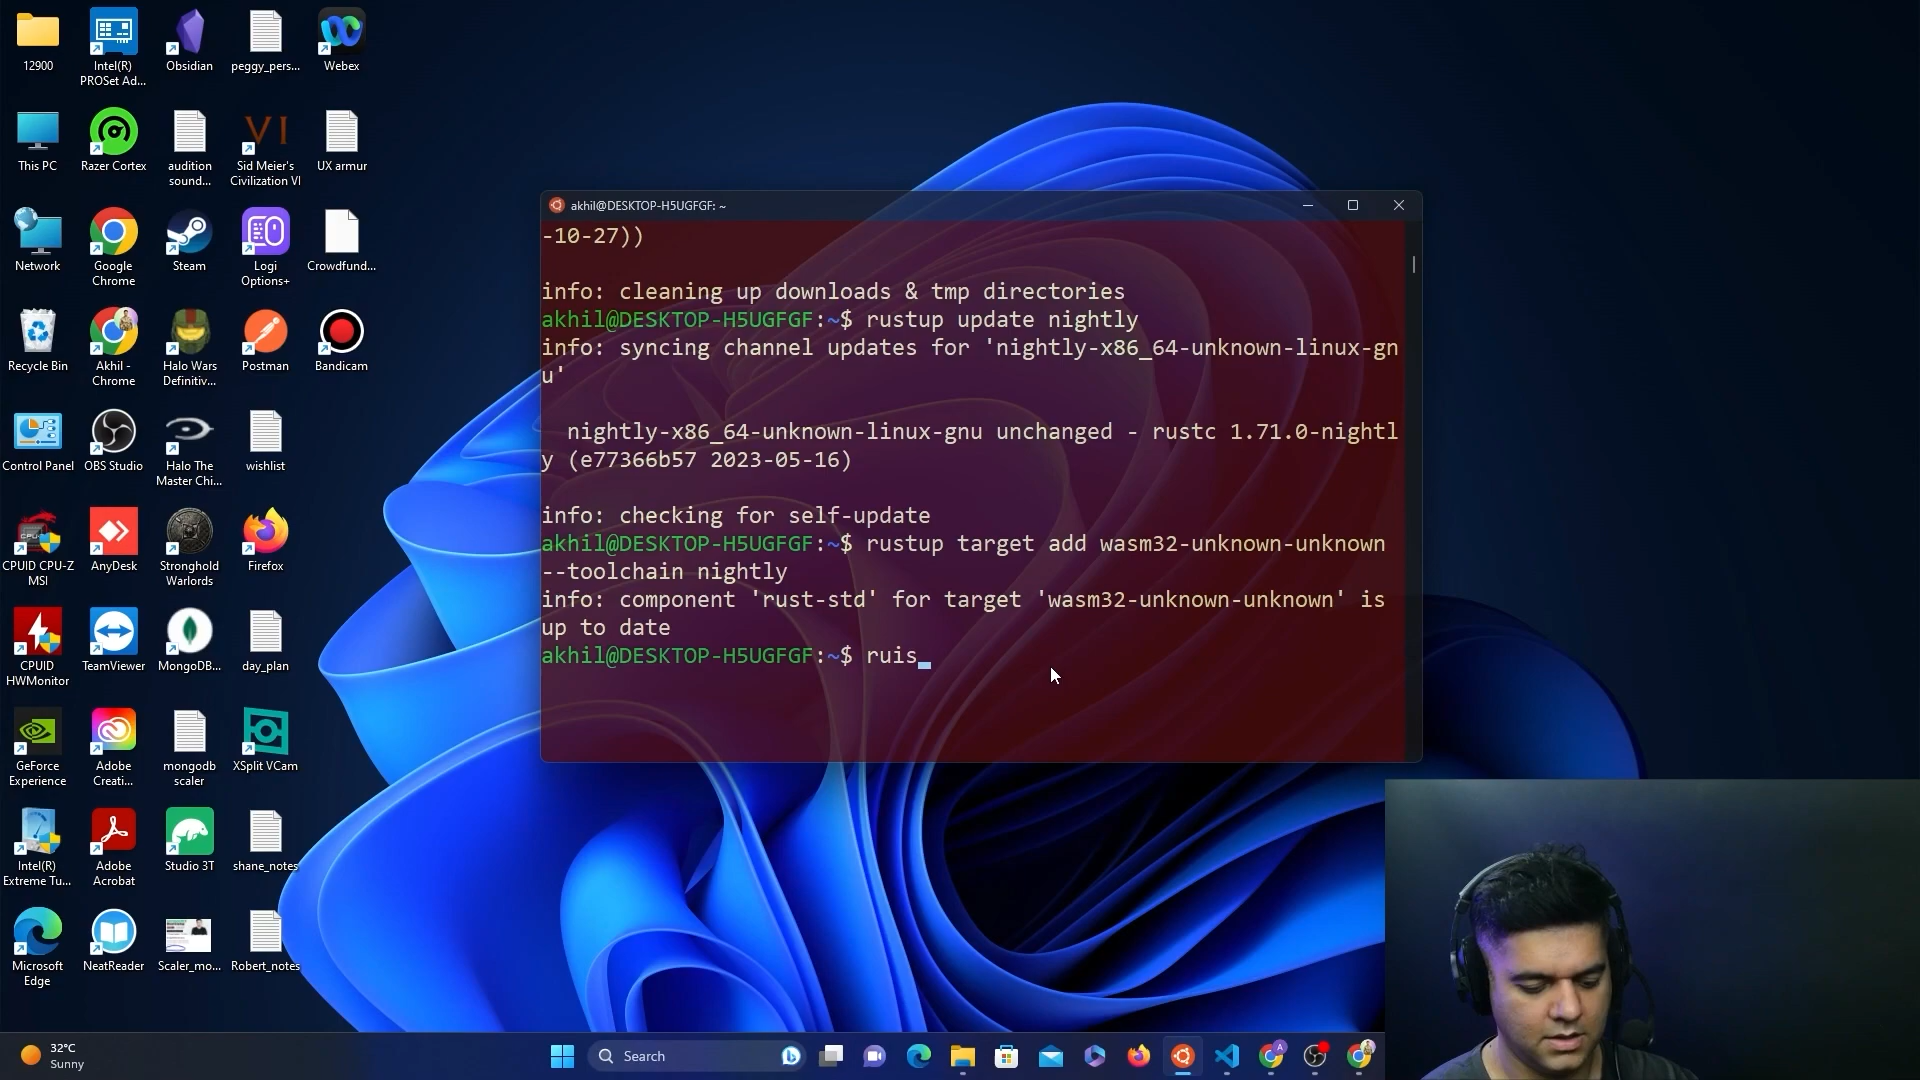 12900
Intel(R)
PROSet Ad...
Obsidian
peggy_pers...
Webex
This PC
Razer Cortex
audition
sound...
VI
Sid Meier's
Civilization VI
UX armur
Network
Google
Chrome
Steam
Logi
Options+
Crowdfund...
Recycle Bin
Akhil -
Chrome
Halo Wars
Definitiv...
Postman
Bandicam
Control Panel
OBS Studio
Halo The
Master Chi...
wishlist
CPUID CPU-Z
MSI
AnyDesk
Stronghold
Warlords
Firefox
CPUID
HWMonitor
TeamViewer
MongoDB...
day_plan
GeForce
Experience
Adobe
Creati...
mongodb
scaler
XSplit VCam
Intel(R)
Extreme Tu...
Adobe
Acrobat
Studio 3T
shane_notes
Microsoft
Edge
NeatReader
Scaler_mo...
Robert_notes
akhil@DESKTOP-H5UGFGF: ~
-10-27))
info: cleaning up downloads & tmp directories
akhil@DESKTOP-H5UGFGF:~$ rustup update nightly
info: syncing channel updates for 'nightly-x86_64-unknown-linux-gn
u'
nightly-x86_64-unknown-linux-gnu unchanged - rustc 1.71.0-nightl
y (e77366b57 2023-05-16)
info: checking for self-update
akhil@DESKTOP-H5UGFGF:~$ rustup target add wasm32-unknown-unknown
--toolchain nightly
info: component 'rust-std' for target 'wasm32-unknown-unknown' is
up to date
akhil@DESKTOP-H5UGFGF:~$ ruis
32°C
Sunny
Search